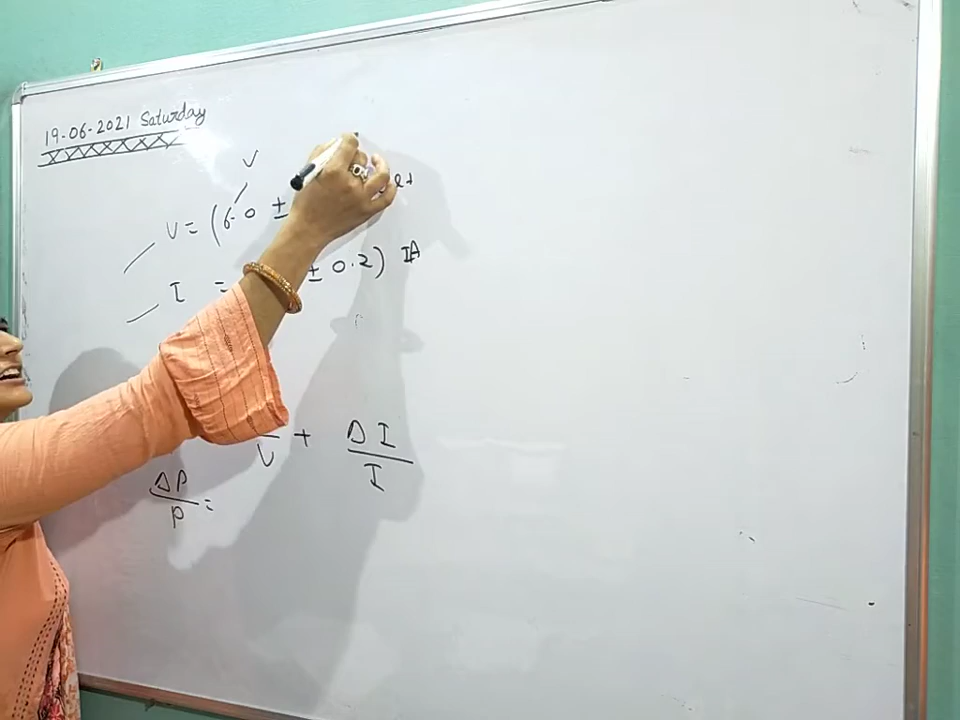 19-06-2021 Saturday
V
V = (6.0 ±
I = ± 0.2) A
V + ΔI
I
ΔP
P =